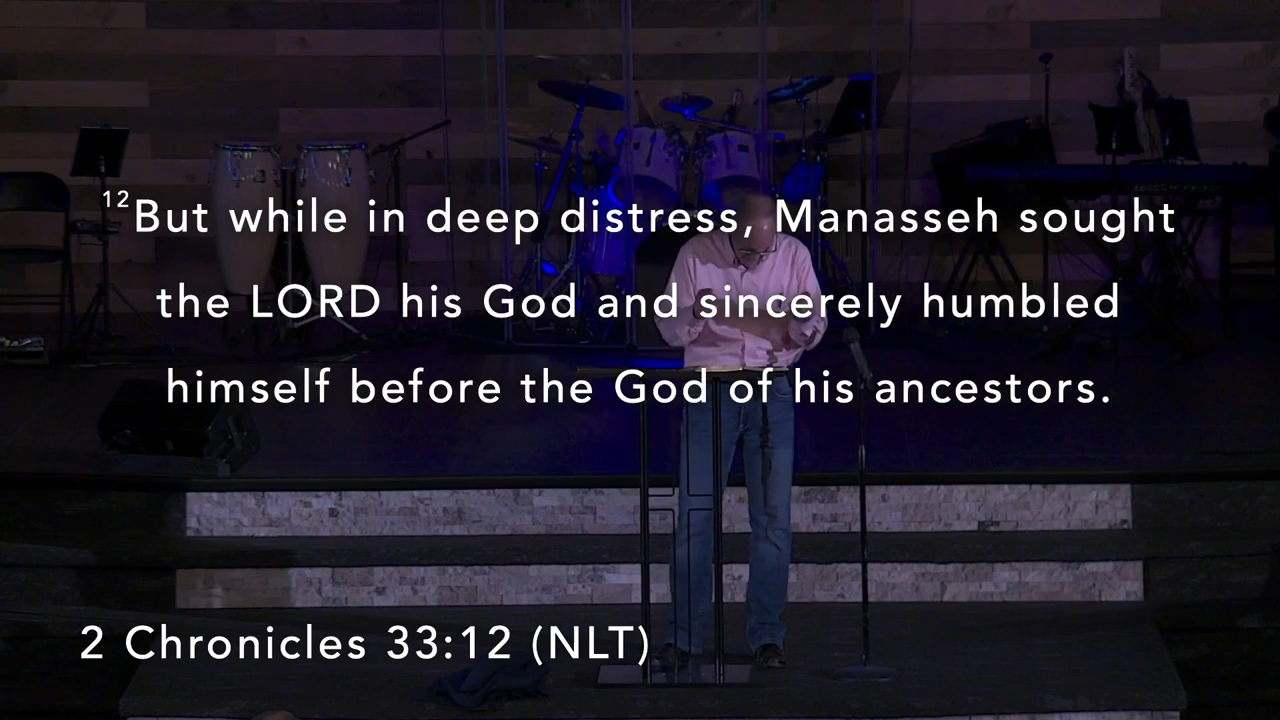 12But while in deep distress, Manasseh sought
the LORD his God and sincerely humbled
himself before the God of his ancestors.
2 Chronicles 33:12 (NLT)